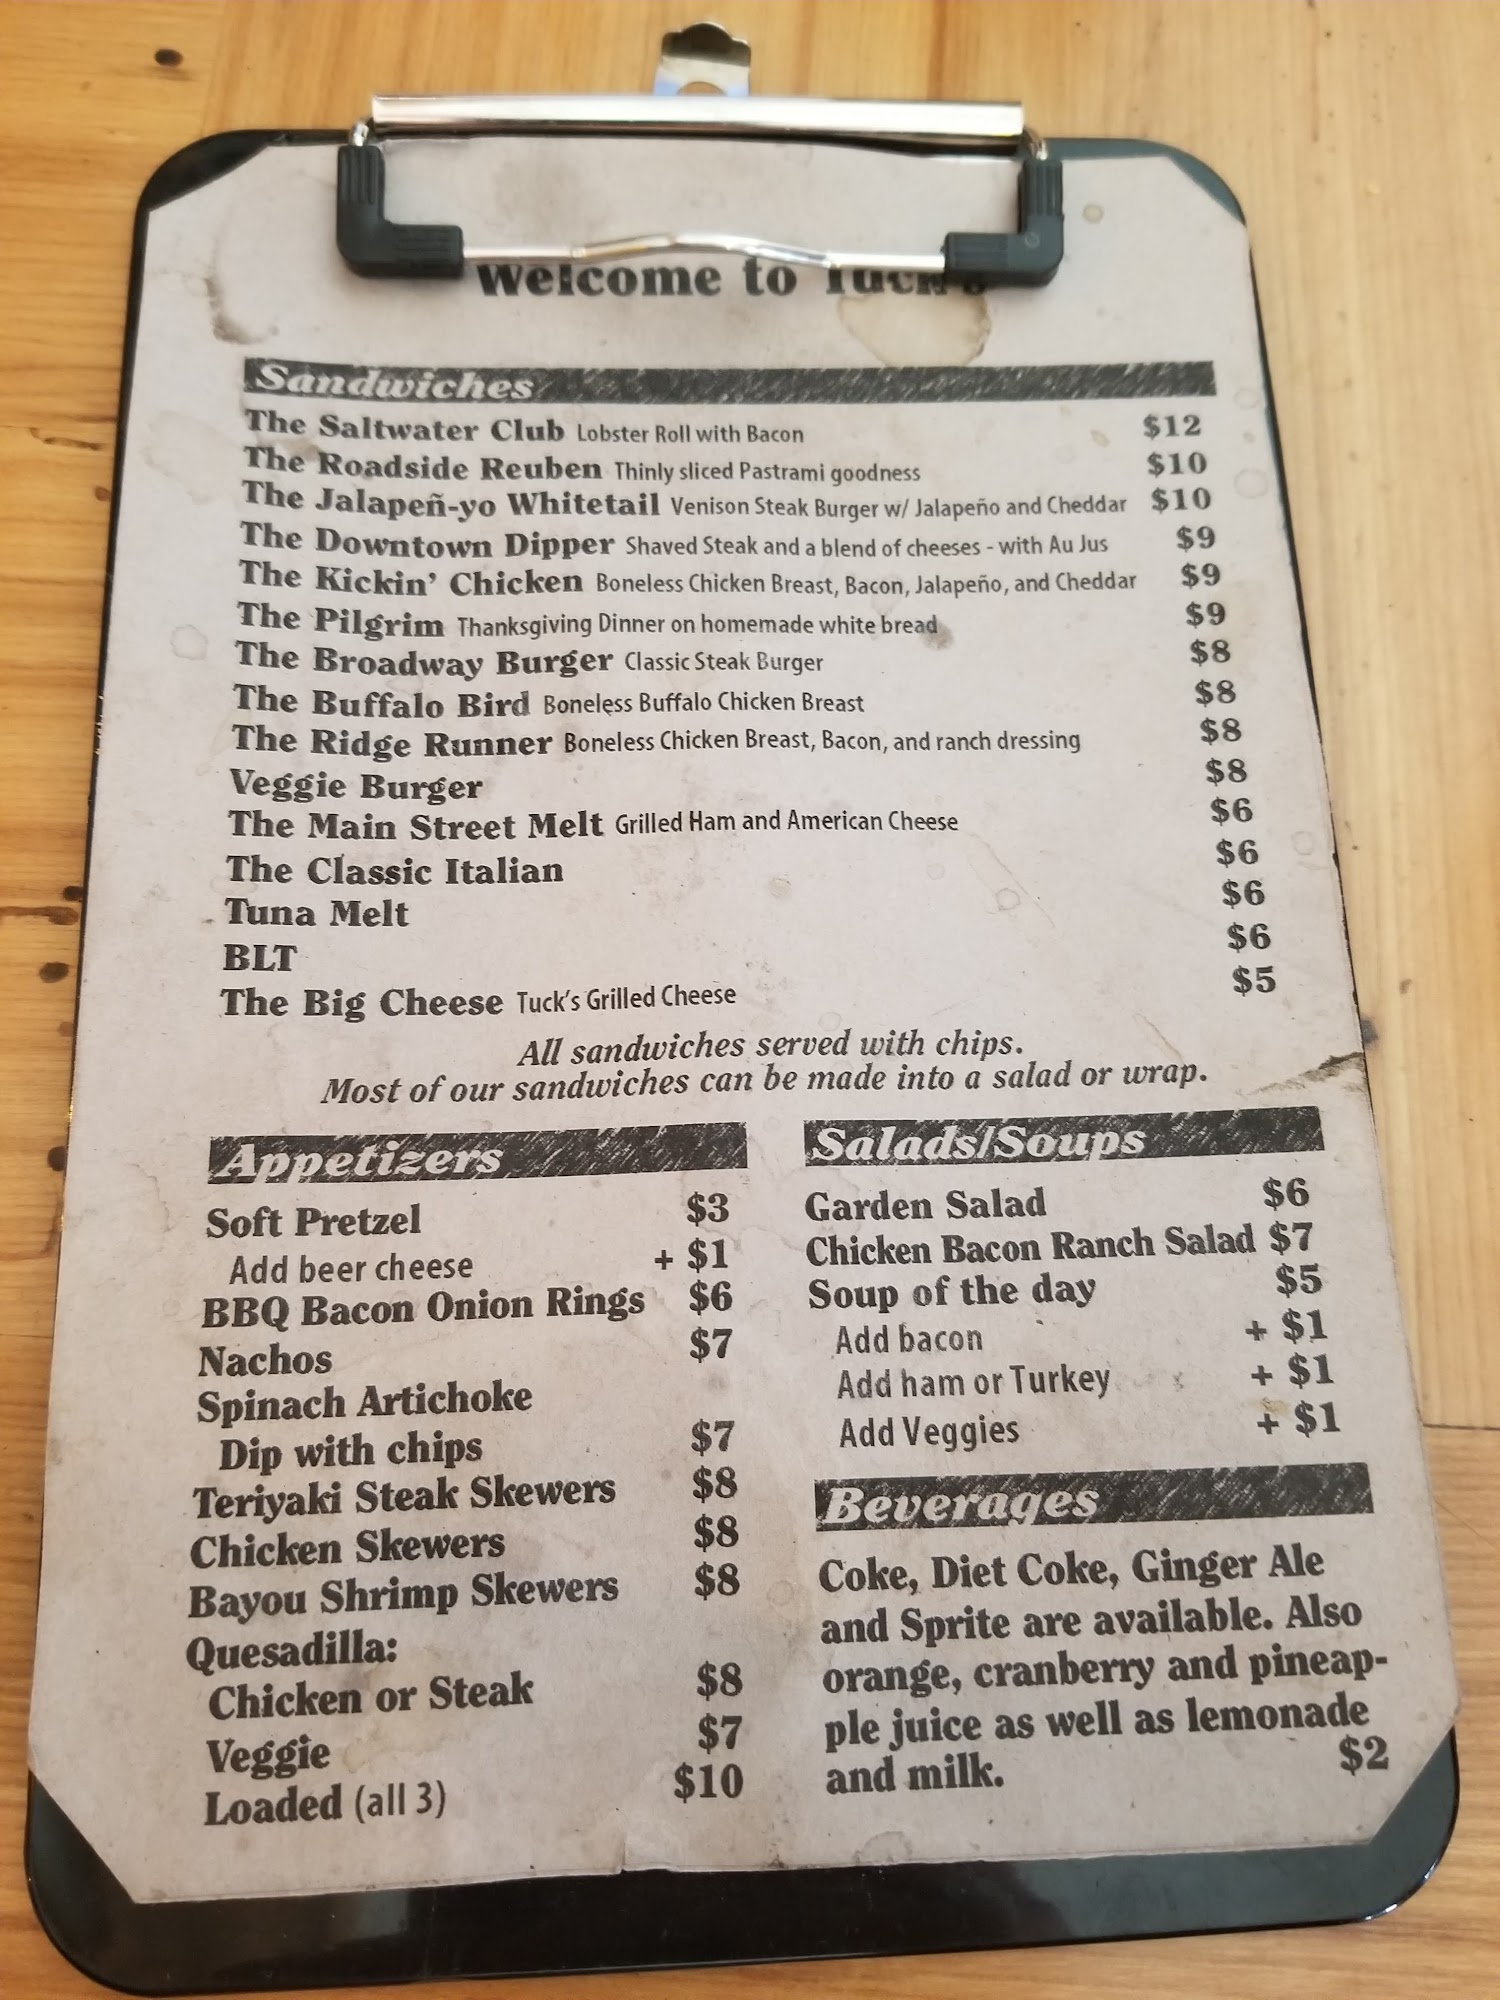 Welcome to Tuck's
Sandwiches
The Saltwater Club Lobster Roll with Bacon $12
The Roadside Reuben Thinly sliced Pastrami goodness $10
The Jalapeñ-yo Whitetail Venison Steak Burger w/ Jalapeño and Cheddar $10
The Downtown Dipper Shaved Steak and a blend of cheeses - with Au Jus $9
The Kickin' Chicken Boneless Chicken Breast, Bacon, Jalapeño, and Cheddar $9
The Pilgrim Thanksgiving Dinner on homemade white bread $9
The Broadway Burger Classic Steak Burger $8
The Buffalo Bird Boneless Buffalo Chicken Breast $8
The Ridge Runner Boneless Chicken Breast, Bacon, and ranch dressing $8
Veggie Burger $8
The Main Street Melt Grilled Ham and American Cheese $6
The Classic Italian $6
Tuna Melt $6
BLT $6
The Big Cheese Tuck's Grilled Cheese $5
All sandwiches served with chips.
Most of our sandwiches can be made into a salad or wrap.
Appetizers
Soft Pretzel $3
Add beer cheese + $1
BBQ Bacon Onion Rings $6
Nachos $7
Spinach Artichoke
Dip with chips $7
Teriyaki Steak Skewers $8
Chicken Skewers $8
Bayou Shrimp Skewers $8
Quesadilla:
Chicken or Steak $8
Veggie $7
Loaded (all 3) $10
Salads/Soups
Garden Salad $6
Chicken Bacon Ranch Salad $7
Soup of the day $5
Add bacon + $1
Add ham or Turkey + $1
Add Veggies + $1
Beverages
Coke, Diet Coke, Ginger Ale
and Sprite are available. Also
orange, cranberry and pineap-
ple juice as well as lemonade
and milk. $2